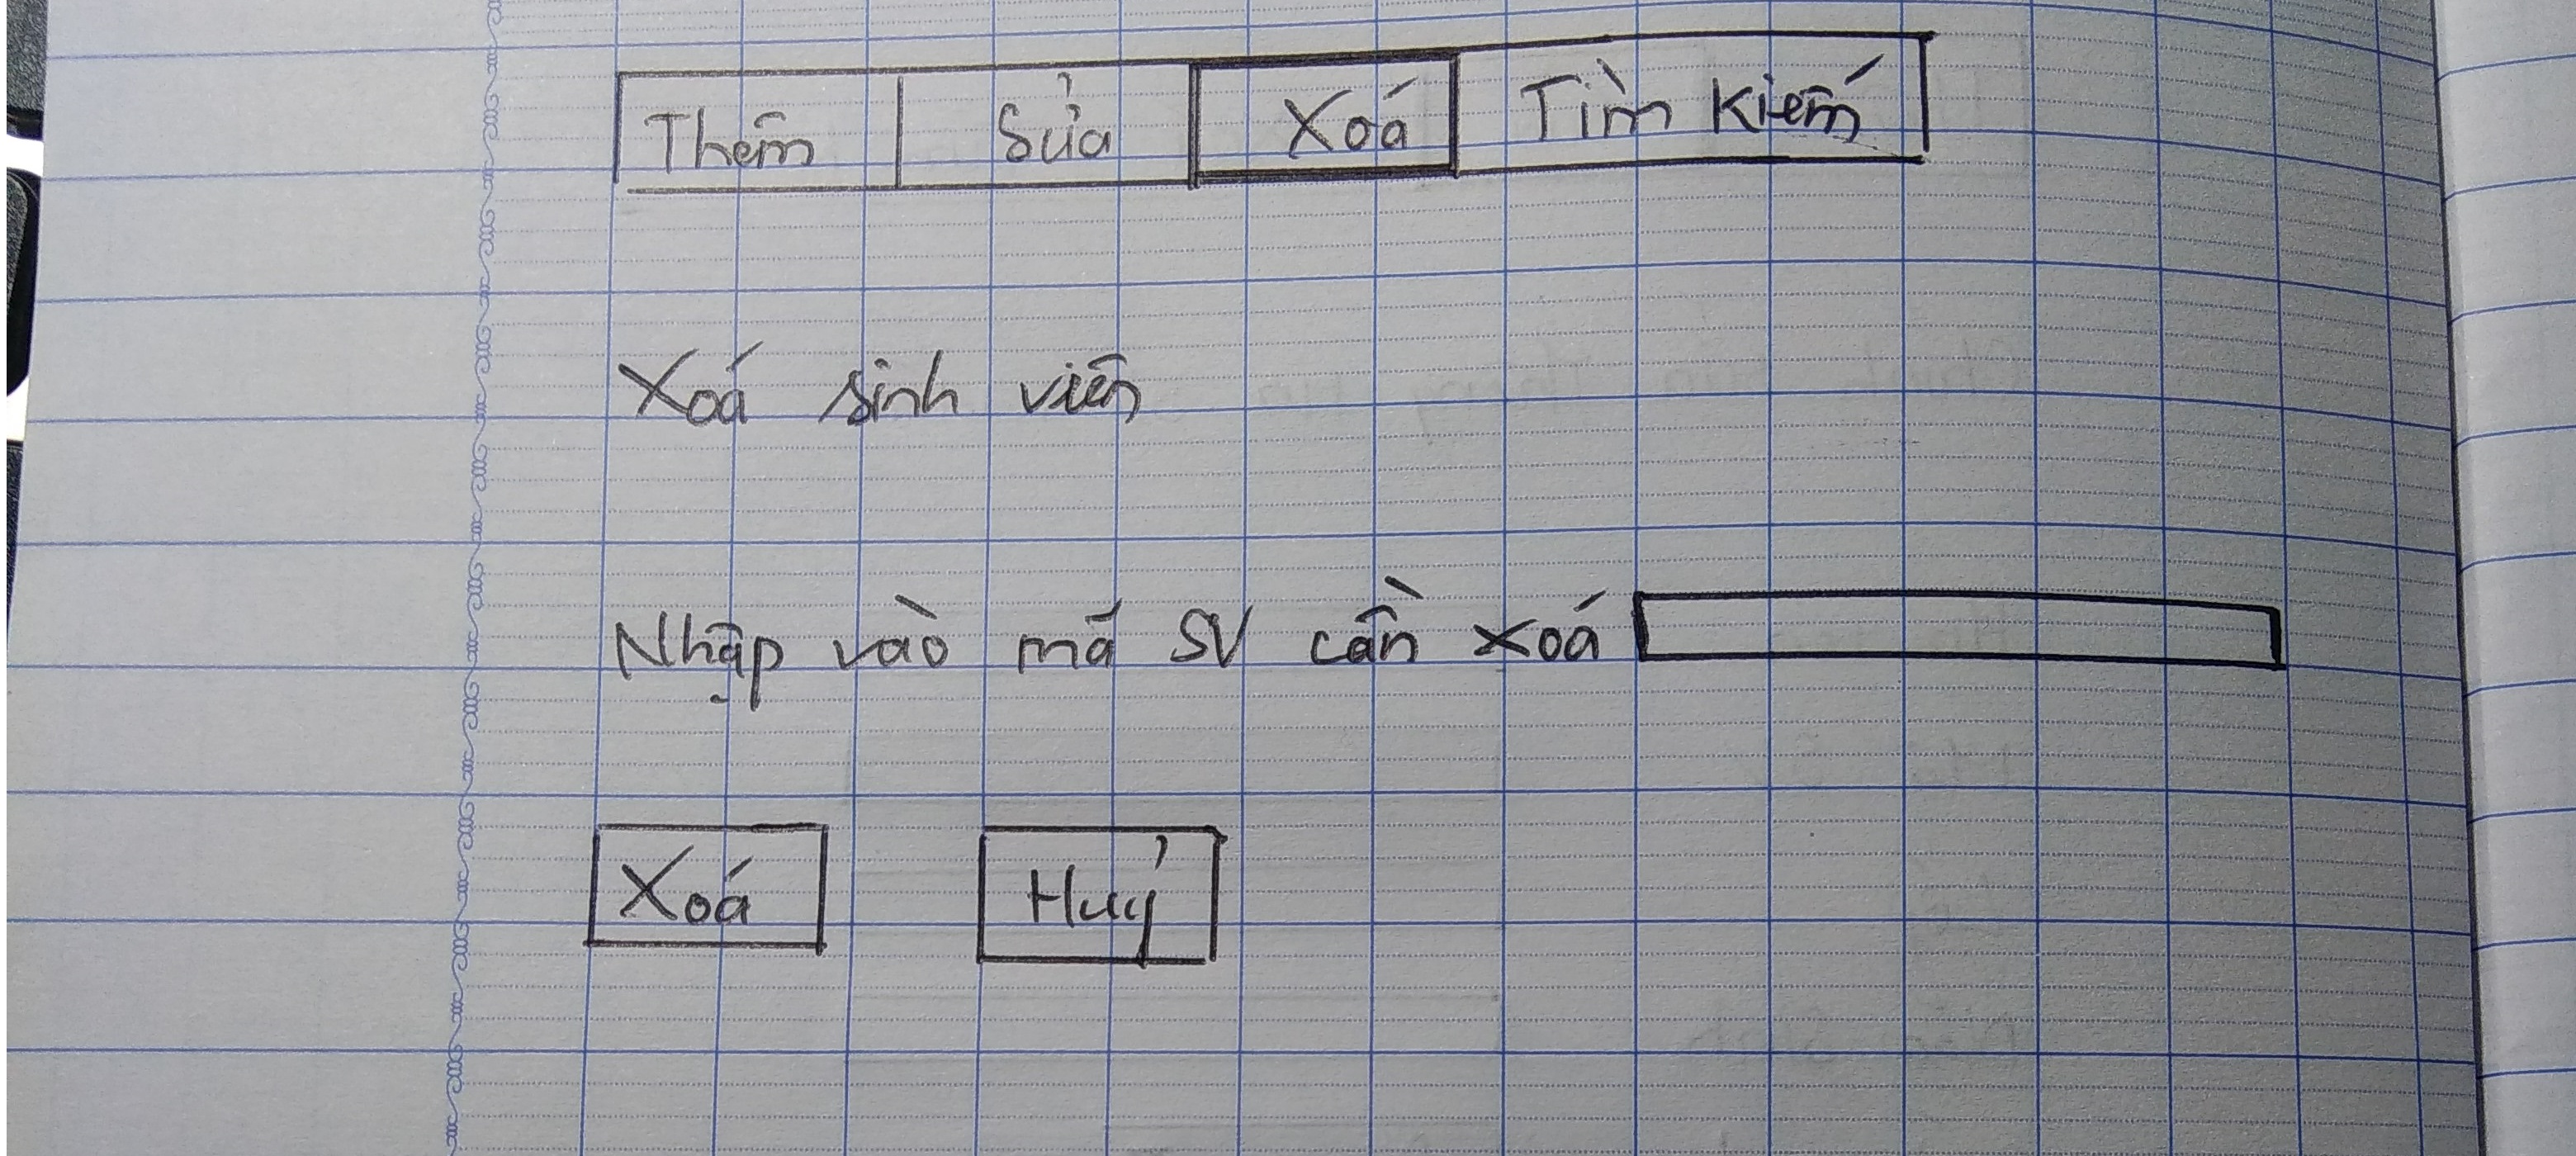 Thêm Sửa Xoá Tìm Kiếm
Xoá sinh viên
Nhập vào mã SV cần xoá
Xoá Huỷ